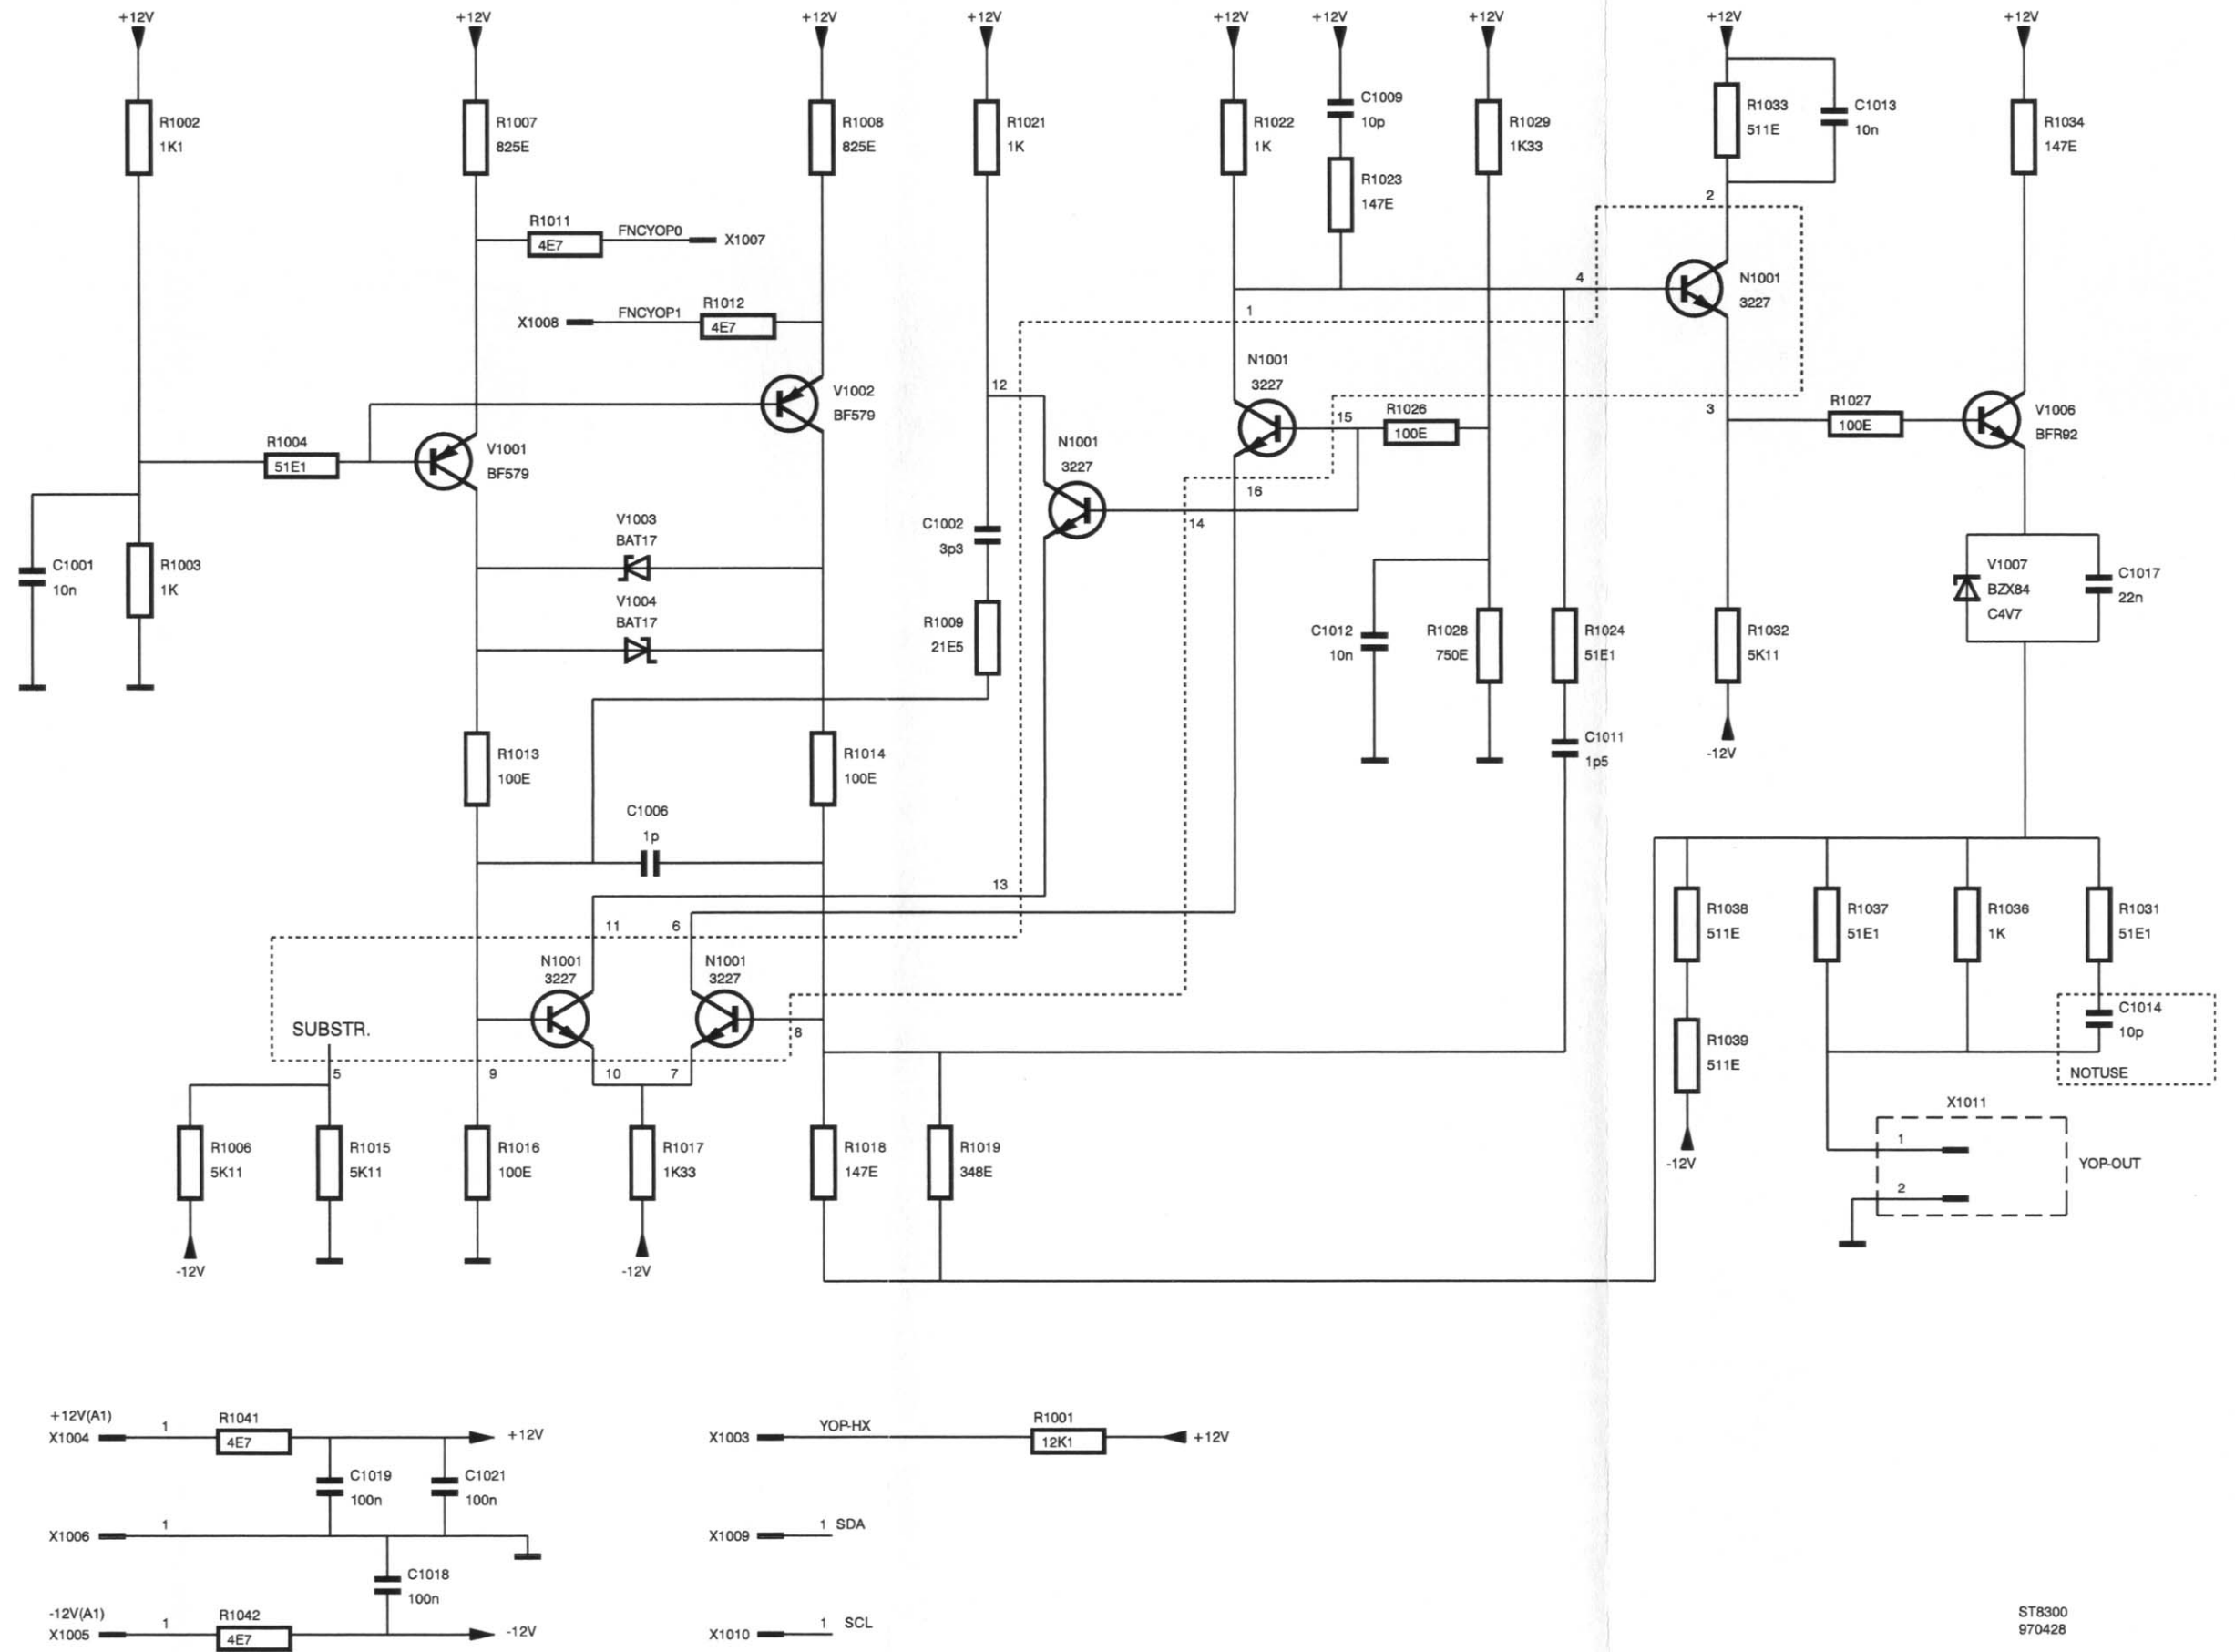 +12V
+12V
+12V
+12V
+12V
+12V
+12V
+12V
+12V
R1002
1K1
R1007
825E
R1008
825E
R1021
1K
R1022
1K
C1009
10p
R1023
147E
R1029
1K33
R1033
511E
C1013
10n
R1034
147E
R1011
4E7
FNCYOP0
X1007
X1008
FNCYOP1
R1012
4E7
2
4
1
N1001
3227
V1002
BF579
12
N1001
3227
15
R1026
100E
3
R1027
100E
V1006
BFR92
R1004
51E1
V1001
BF579
N1001
3227
16
14
V1003
BAT17
C1002
3p3
C1001
10n
R1003
1K
V1004
BAT17
R1009
21E5
C1012
10n
R1028
750E
R1024
51E1
R1032
5K11
V1007
BZX84
C4V7
C1017
22n
R1013
100E
R1014
100E
C1011
1p5
-12V
C1006
1p
13
11
6
N1001
3227
N1001
3227
R1038
511E
R1037
51E1
R1036
1K
R1031
51E1
SUBSTR.
8
C1014
10p
R1039
511E
NOTUSE
5
9
10
7
X1011
R1006
5K11
R1015
5K11
R1016
100E
R1017
1K33
R1018
147E
R1019
348E
-12V
1
YOP-OUT
2
-12V
-12V
+12V(A1)
X1004
1
R1041
4E7
+12V
X1003
YOP-HX
R1001
12K1
+12V
C1019
100n
C1021
100n
X1006
1
X1009
1
SDA
C1018
100n
-12V(A1)
X1005
1
R1042
4E7
-12V
X1010
1
SCL
ST8300
970428